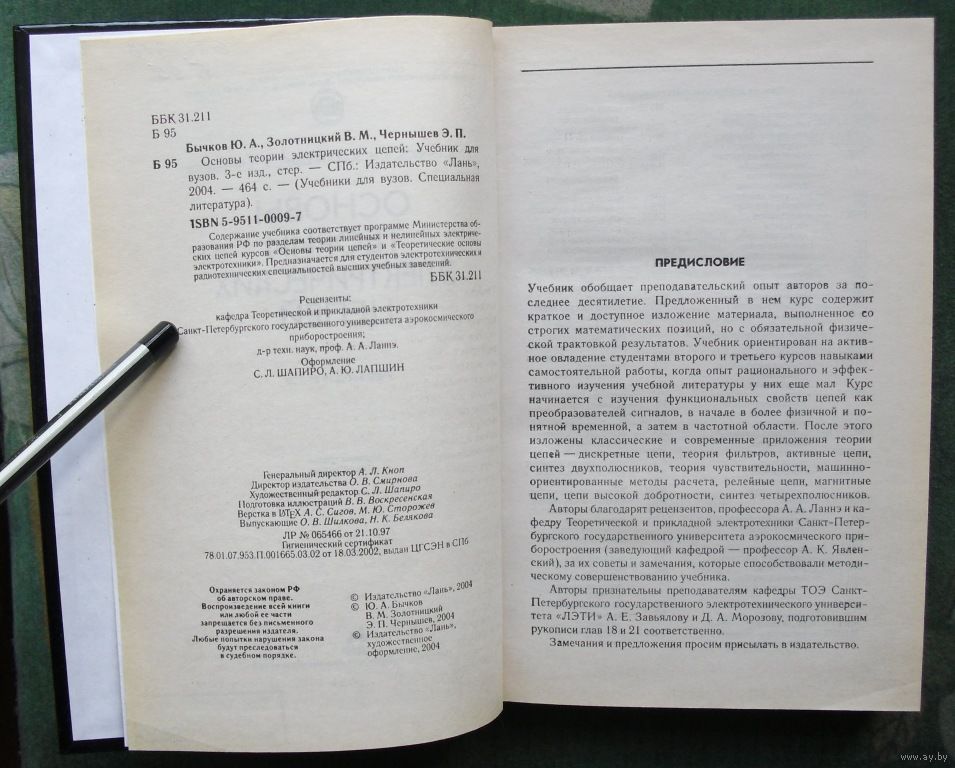 ББК 31.211
Б 95
Бычков Ю. А., Золотницкий В. М., Чернышев Э. П.
Б 95 Основы теории электрических цепей: Учебник для
вузов. 3-е изд., стер. — СПб.: Издательство «Лань»,
2004. — 464 с. — (Учебники для вузов. Специальная
литература).
ISBN 5-9511-0009-7
Содержание учебника соответствует программе Министерства об-
разования РФ по разделам теории линейных и нелинейных электриче-
ских цепей курсов «Основы теории цепей» и «Теоретические основы
электротехники». Предназначается для студентов электротехнических и
радиотехнических специальностей высших учебных заведений.
ББК 31.211
Рецензенты:
кафедра Теоретической и прикладной электротехники
Санкт-Петербургского государственного университета аэрокосмического
приборостроения;
д-р техн. наук, проф. А. А. Ланнэ.
Оформление
С. Л. ШАПИРО, А. Ю. ЛАПШИН
Генеральный директор А. Л. Кноп
Директор издательства О. В. Смирнова
Художественный редактор С. Л. Шапиро
Подготовка иллюстраций В. В. Воскресенская
Верстка в LATEX А. С. Сигов, М. Ю. Сторожев
Выпускающие О. В. Шилкова, Н. К. Белякова
ЛР № 065466 от 21.10.97
Гигиенический сертификат
78.01.07.953.П.001665.03.02 от 18.03.2002, выдан ЦГСЭН в СПб
Охраняется законом РФ
об авторском праве.
Воспроизведение всей книги
или любой ее части
запрещается без письменного
разрешения издателя.
Любые попытки нарушения закона
будут преследоваться
в судебном порядке.
© Издательство «Лань», 2004
© Ю. А. Бычков
В. М. Золотницкий
Э. П. Чернышев, 2004
© Издательство «Лань»,
художественное
оформление, 2004
ПРЕДИСЛОВИЕ
Учебник обобщает преподавательский опыт авторов за по-
следнее десятилетие. Предложенный в нем курс содержит
краткое и доступное изложение материала, выполненное со
строгих математических позиций, но с обязательной физиче-
ской трактовкой результатов. Учебник ориентирован на актив-
ное овладение студентами второго и третьего курсов навыками
самостоятельной работы, когда опыт рационального и эффек-
тивного изучения учебной литературы у них еще мал Курс
начинается с изучения функциональных свойств цепей как
преобразователей сигналов, в начале в более физичной и по-
нятной временной, а затем в частотной области. После этого
изложены классические и современные приложения теории
цепей — дискретные цепи, теория фильтров, активные цепи,
синтез двухполюсников, теория чувствительности, машинно-
ориентированные методы расчета, релейные цепи, магнитные
цепи, цепи высокой добротности, синтез четырехполюсников.
Авторы благодарят рецензентов, профессора А. А. Ланнэ и ка-
федру Теоретической и прикладной электротехники Санкт-Петер-
бургского государственного университета аэрокосмического при-
боростроения (заведующий кафедрой — профессор А. К. Явлен-
ский), за их советы и замечания, которые способствовали методи-
ческому совершенствованию учебника.
Авторы признательны преподавателям кафедры ТОЭ Санкт-
Петербургского государственного электротехнического универси-
тета «ЛЭТИ» А. Е. Завьялову и Д. А. Морозову, подготовившим
рукописи глав 18 и 21 соответственно.
Замечания и предложения просим присылать в издательство.
www.ay.by